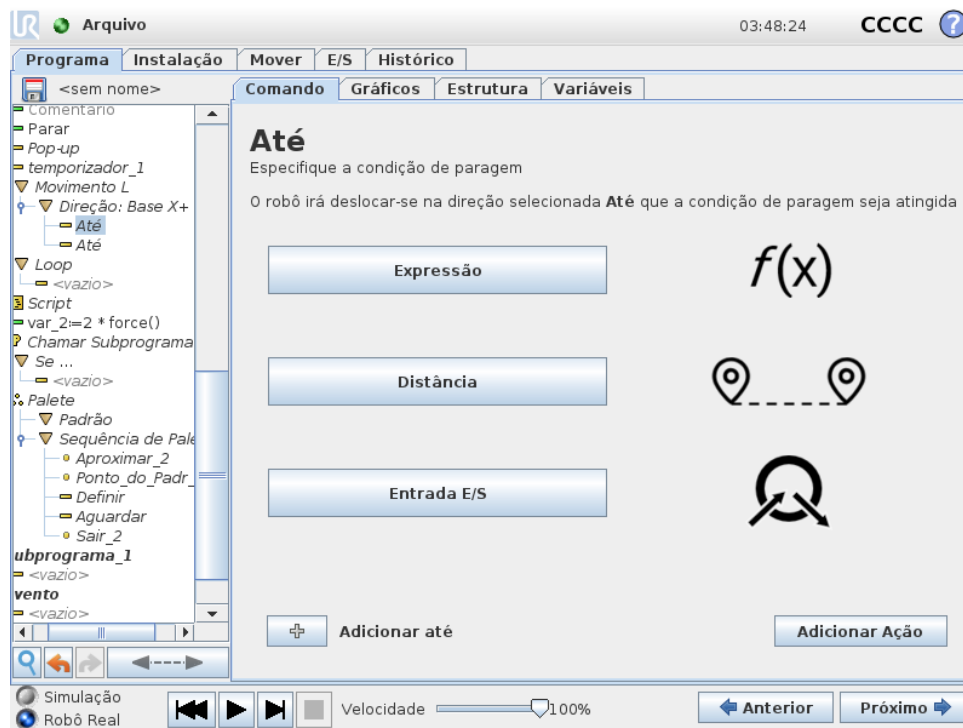 UR Arquivo 03:48:24 CCCC ?
Programa Instalação Mover E/S Histórico
<sem nome> Comando Gráficos Estrutura Variáveis
Comentário
Parar
Pop-up
temporizador_1
Movimento L
Direção: Base X+
Até
Até
Loop
<vazio>
Script
var_2:=2 * force()
Chamar Subprograma
Se ...
<vazio>
Palete
Padrão
Sequência de Pale
Aproximar_2
Ponto_do_Padr_
Definir
Aguardar
Sair_2
ubprograma_1
<vazio>
vento
<vazio>
Até
Especifique a condição de paragem
O robô irá deslocar-se na direção selecionada Até que a condição de paragem seja atingida
Expressão f(x)
Distância
Entrada E/S
Adicionar até Adicionar Ação
Simulação
Robô Real
Velocidade 100% Anterior Próximo